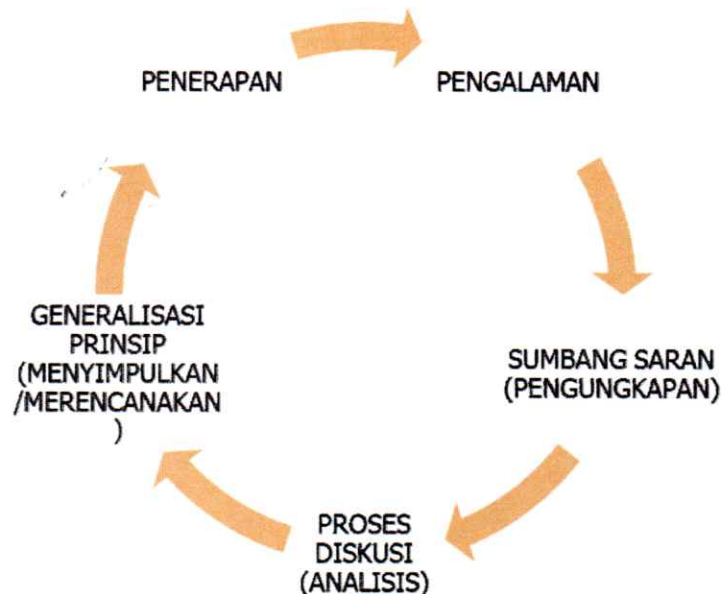 PENERAPAN
PENGALAMAN
SUMBANG SARAN
(PENGUNGKAPAN)
PROSES
DISKUSI
(ANALISIS)
GENERALISASI
PRINSIP
(MENYIMPULKAN
/MERENCANAKAN
)